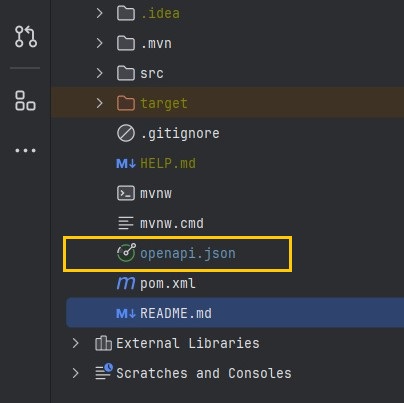 .idea
.mvn
src
target
.gitignore
M↓ HELP.md
mvnw
mvnw.cmd
openapi.json
m pom.xml
M↓ README.md
External Libraries
Scratches and Consoles